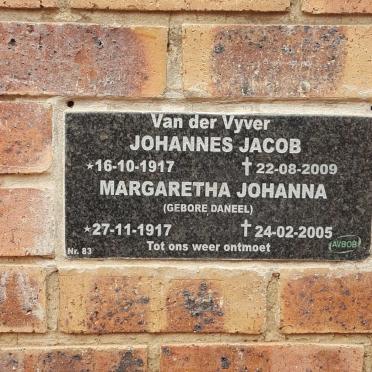 Van der Vyver
JOHANNES JACOB
*16-10-1917 †22-08-2009
MARGARETHA JOHANNA
(GEBORE DANEEL)
*27-11-1917 †24-02-2005
Nr. 83 Tot ons weer ontmoet AVBOB